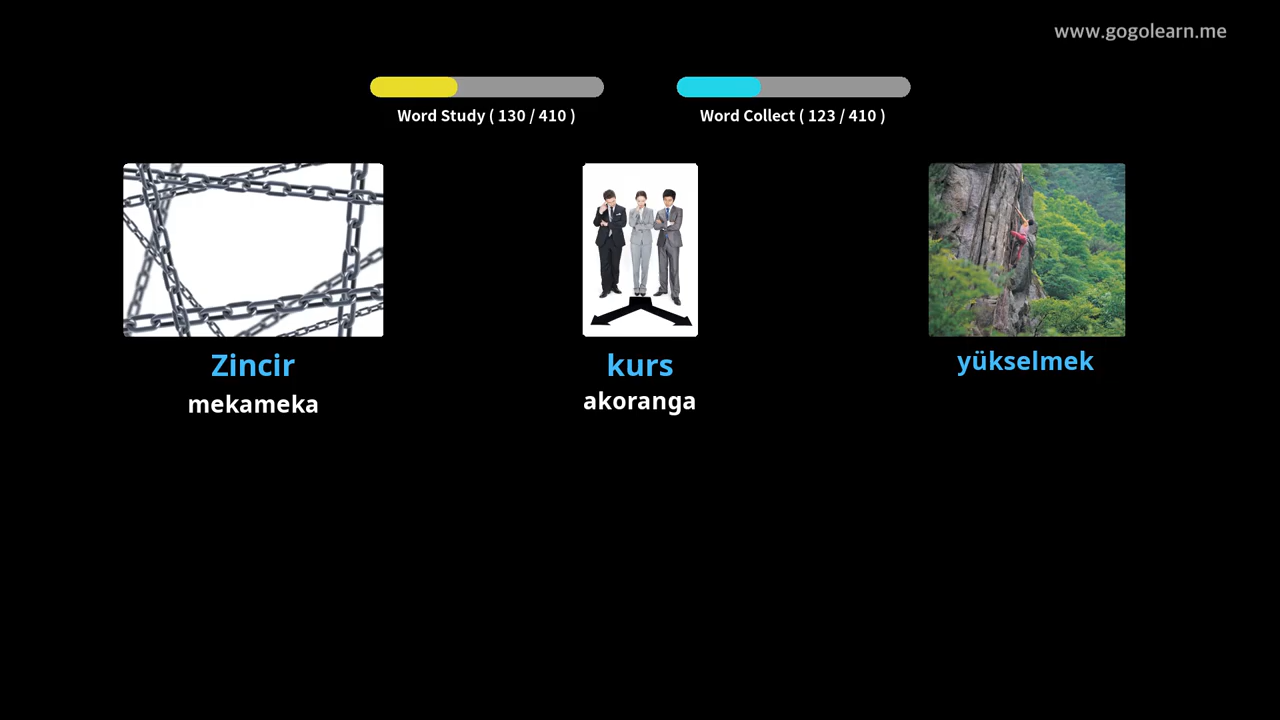 www.gogolearn.me
Word Study ( 130 / 410 )
Word Collect ( 123 / 410 )
Zincir
mekameka
kurs
akoranga
yükselmek